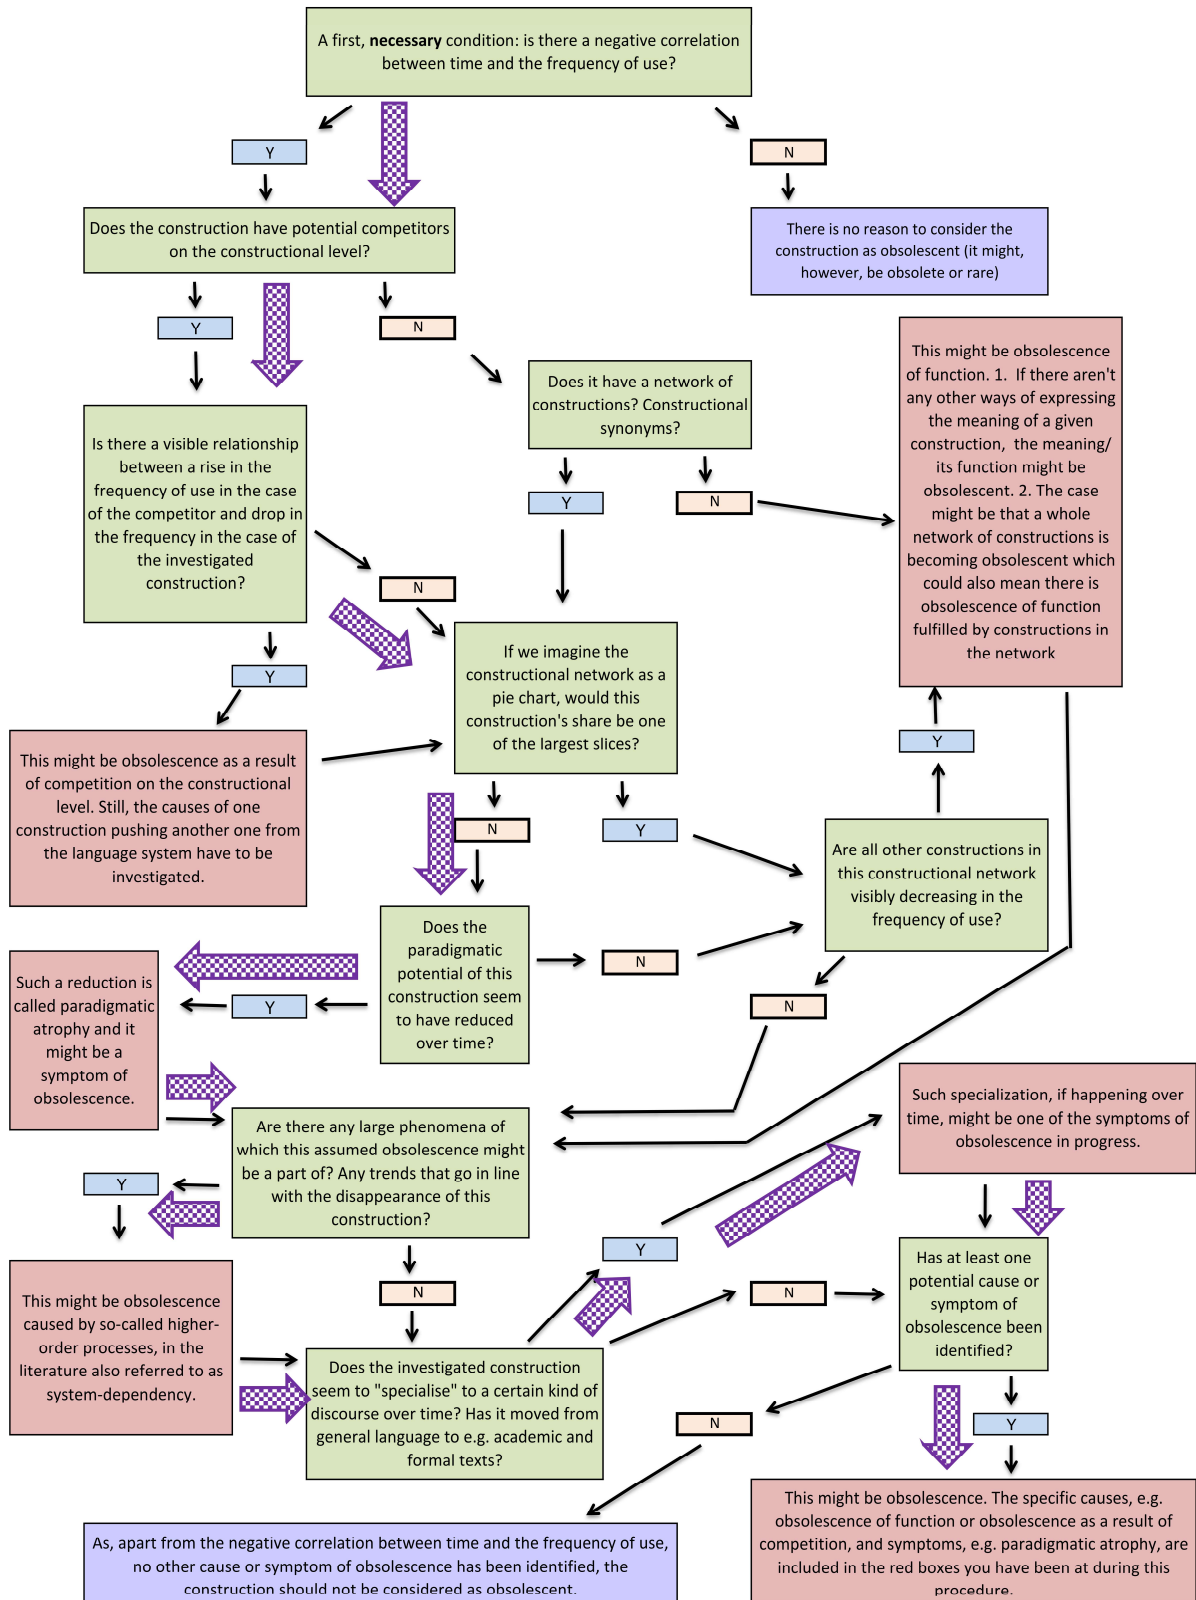 A first, necessary condition: is there a negative correlation
between time and the frequency of use?
Y
N
Does the construction have potential competitors
on the constructional level?
There is no reason to consider the
construction as obsolescent (it might,
however, be obsolete or rare)
Y
N
Does it have a network of
constructions? Constructional
synonyms?
This might be obsolescence
of function. 1. If there aren't
any other ways of expressing
the meaning of a given
construction, the meaning/
its function might be
obsolescent. 2. The case
might be that a whole
network of constructions is
becoming obsolescent which
could also mean there is
obsolescence of function
fulfilled by constructions in
the network
Is there a visible relationship
between a rise in the
frequency of use in the case
of the competitor and drop in
the frequency in the case of
the investigated
construction?
Y
N
N
If we imagine the
constructional network as a
pie chart, would this
construction's share be one
of the largest slices?
Y
Y
This might be obsolescence as a result
of competition on the constructional
level. Still, the causes of one
construction pushing another one from
the language system have to be
investigated.
N
Y
Are all other constructions in
this constructional network
visibly decreasing in the
frequency of use?
Does the
paradigmatic
potential of this
construction seem
to have reduced
over time?
N
Such a reduction is
called paradigmatic
atrophy and it
might be a
symptom of
obsolescence.
Y
N
Such specialization, if happening over
time, might be one of the symptoms of
obsolescence in progress.
Are there any large phenomena of
which this assumed obsolescence might
be a part of? Any trends that go in line
with the disappearance of this
construction?
Y
Y
Has at least one
potential cause or
symptom of
obsolescence been
identified?
This might be obsolescence
caused by so-called higher-
order processes, in the
literature also referred to as
system-dependency.
N
N
Does the investigated construction
seem to "specialise" to a certain kind of
discourse over time? Has it moved from
general language to e.g. academic and
formal texts?
N
Y
This might be obsolescence. The specific causes, e.g.
obsolescence of function or obsolescence as a result of
competition, and symptoms, e.g. paradigmatic atrophy, are
included in the red boxes you have been at during this
procedure.
As, apart from the negative correlation between time and the frequency of use,
no other cause or symptom of obsolescence has been identified, the
construction should not be considered as obsolescent.